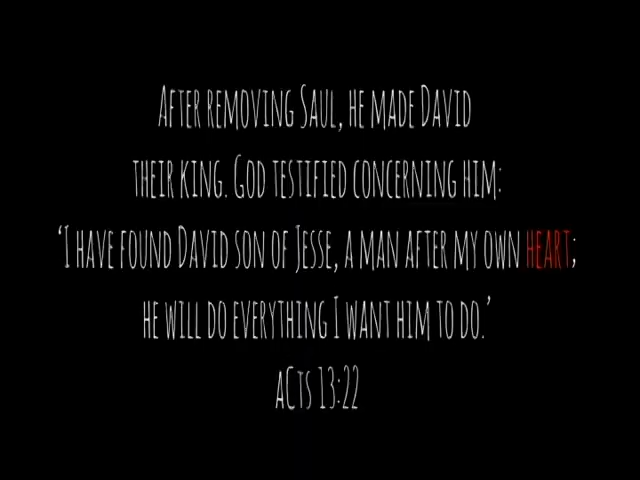 After removing Saul, he made David
their king. God testified concerning him:
‘I have found David son of Jesse, a man after my own heart;
he will do everything I want him to do.’
Acts 13:22